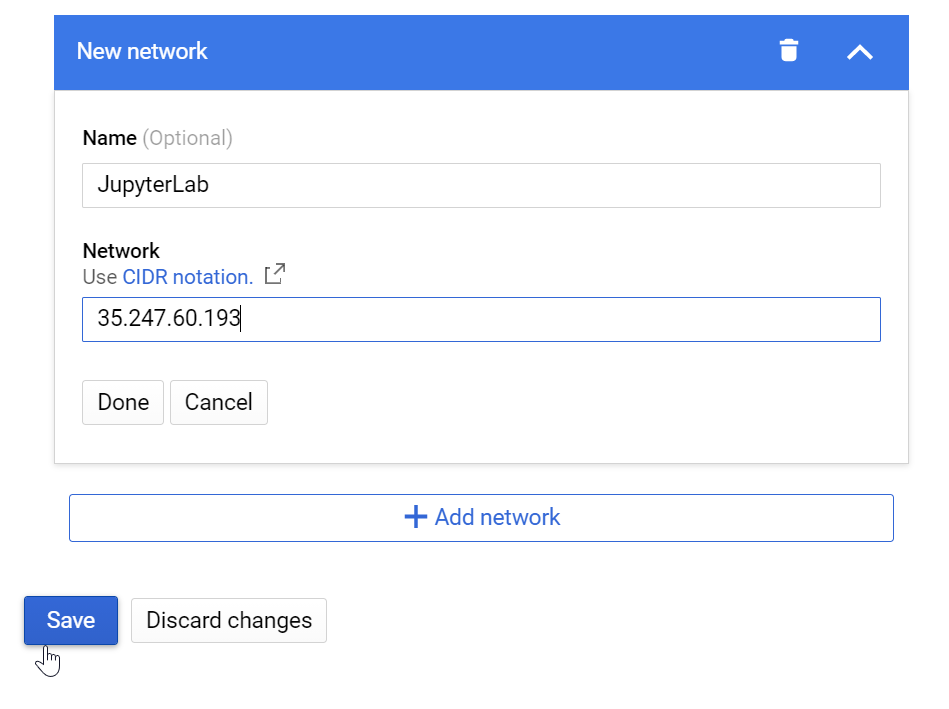 New network
Name (Optional)
JupyterLab
Network
Use CIDR notation.
35.247.60.193
Done Cancel
Add network
Save Discard changes